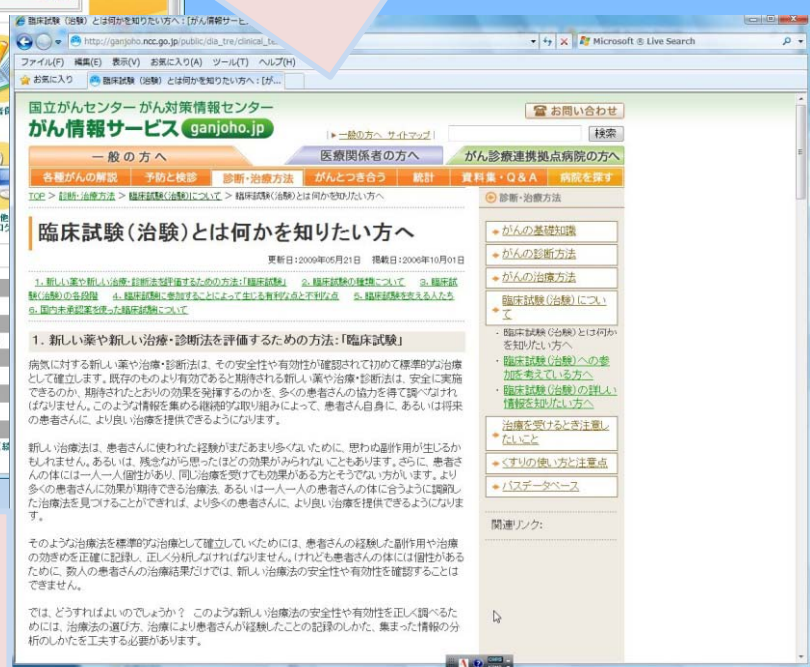 臨床試験（治験）とは何かを知りたい方へ：[がん情報サービ
http://ganjoho.ncc.go.jp/public/dia_tre/clinical_
Microsoft ® Live Search
ファイル(F) 編集(E) 表示(V) お気に入り(A) ツール(T) ヘルプ(H)
お気に入り 臨床試験（治験）とは何かを知りたい方へ：[が...
国立がんセンター がん対策情報センター
お問い合わせ
がん情報サービス ganjoho.jp
一般の方へ サイトマップ
検索
一般の方へ 医療関係者の方へ がん診療連携拠点病院の方へ
各種がんの解説 予防と検診 診断・治療方法 がんとつき合う 統計 資料集・Q&A 病院を探す
TOP > 診断・治療方法 > 臨床試験(治験)について > 臨床試験(治験)とは何かを知りたい方へ
臨床試験（治験）とは何かを知りたい方へ
更新日：2009年05月21日 掲載日：2006年10月01日
1. 新しい薬や新しい治療・診断法を評価するための方法：「臨床試験」 2. 臨床試験の種類について 3. 臨床試
験(治験)の各段階 4. 臨床試験に参加することによって生じる有利な点と不利な点 5. 臨床試験を支える人たち
6. 国内未承認薬を使った臨床試験について
1. 新しい薬や新しい治療・診断法を評価するための方法：「臨床試験」
病気に対する新しい薬や治療・診断法は、その安全性や有効性が確認されて初めて標準的な治療
として確立します。既存のものより有効であると期待される新しい薬や治療・診断法は、安全に実施
できるのか、期待されたとおりの効果を発揮するのかを、多くの患者さんの協力を得て調べなけれ
ばなりません。このような情報を集める継続的な取り組みによって、患者さん自身に、あるいは将来
の患者さんに、より良い治療を提供できるようになります。
新しい治療法は、患者さんに使われた経験がまだあまり多くないために、思わぬ副作用が生じるか
もしれません。あるいは、残念ながら思ったほどの効果がみられないこともあります。さらに、患者さ
んの体には一人一人個性があり、同じ治療を受けても効果がある方とそうでない方がいます。より
多くの患者さんに効果が期待できる治療法、あるいは一人一人の患者さんの体に合うように調節し
た治療法を見つけることができれば、より多くの患者さんに、より良い治療を提供できるようになりま
す。
そのような治療法を標準的な治療として確立していくためには、患者さんの経験した副作用や治療
の効きめを正確に記録し、正しく分析しなければなりません。けれども患者さんの体には個性がある
ために、数人の患者さんの治療結果だけでは、新しい治療法の安全性や有効性を確認することは
できません。
では、どうすればよいのでしょうか？ このような新しい治療法の安全性や有効性を正しく調べるた
めには、治療法の選び方、治療により患者さんが経験したことの記録のしかた、集まった情報の分
析のしかたを工夫する必要があります。
診断・治療方法
がんの基礎知識
がんの診断方法
がんの治療方法
臨床試験（治験）につい
て
・臨床試験（治験）とは何か
を知りたい方へ
・臨床試験（治験）への参
加を考えている方へ
・臨床試験（治験）の詳しい
情報を知りたい方へ
治療を受けるとき注意し
たいこと
くすりの使い方と注意点
パスデータベース
関連リンク: